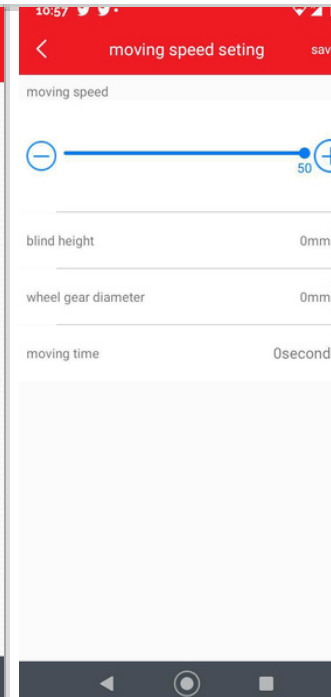 10:57
moving speed seting sav
moving speed
50
blind height 0mm
wheel gear diameter 0mm
moving time 0second